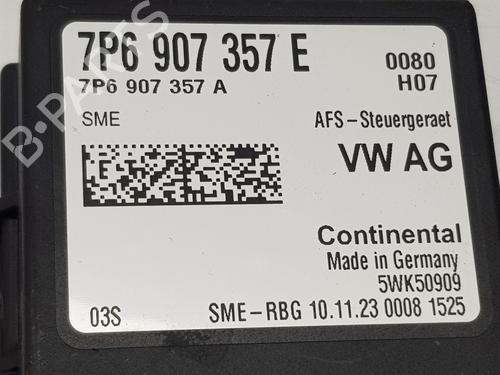 7P6 907 357 E 0080
7P6 907 357 A H07
SME AFS-Steuergeraet
VW AG
Continental
Made in Germany
5WK50909
03S SME-RBG 10.11.23 0008 1525
B-PARTS